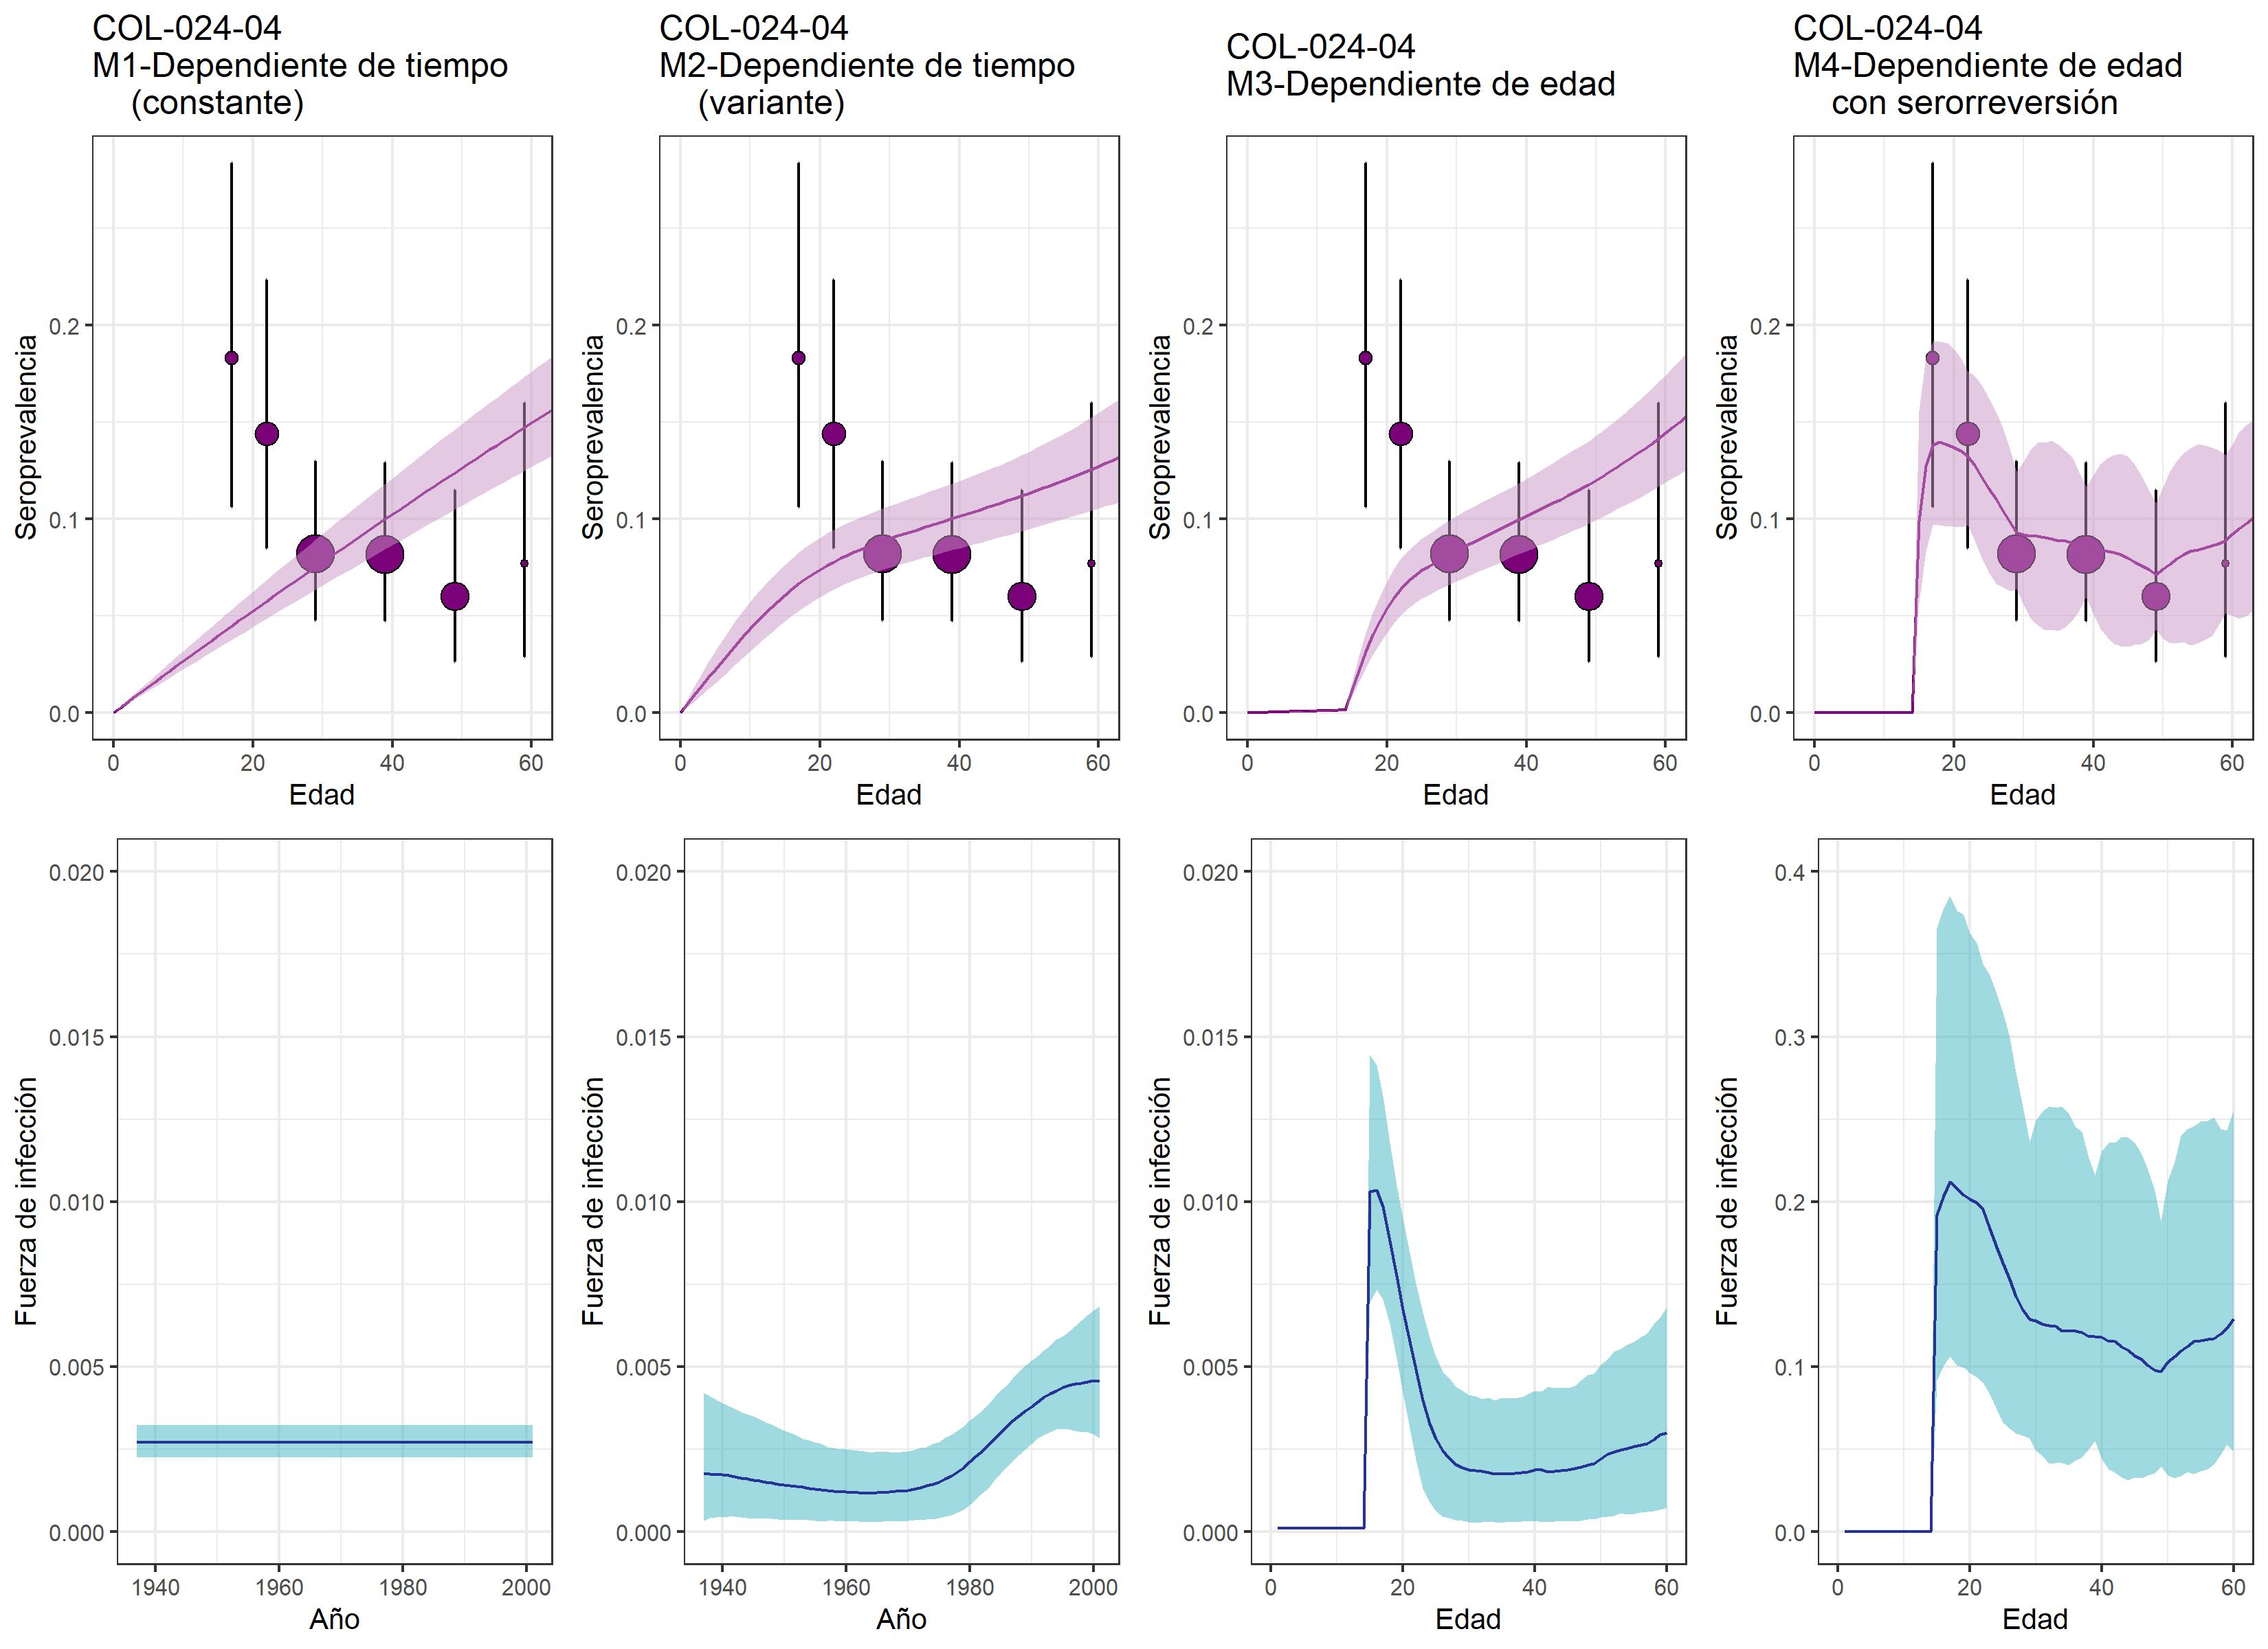 COL-024-04
M1-Dependiente de tiempo
(constante)
COL-024-04
M2-Dependiente de tiempo
(variante)
COL-024-04
M3-Dependiente de edad
COL-024-04
M4-Dependiente de edad
con serorreversión
Seroprevalencia
0.2
0.1
0.0
0 20 40 60
Edad
Seroprevalencia
0.2
0.1
0.0
0 20 40 60
Edad
Seroprevalencia
0.2
0.1
0.0
0 20 40 60
Edad
Seroprevalencia
0.2
0.1
0.0
0 20 40 60
Edad
Fuerza de infección
0.020
0.015
0.010
0.005
0.000
1940 1960 1980 2000
Año
Fuerza de infección
0.020
0.015
0.010
0.005
0.000
1940 1960 1980 2000
Año
Fuerza de infección
0.020
0.015
0.010
0.005
0.000
0 20 40 60
Edad
Fuerza de infección
0.4
0.3
0.2
0.1
0.0
0 20 40 60
Edad